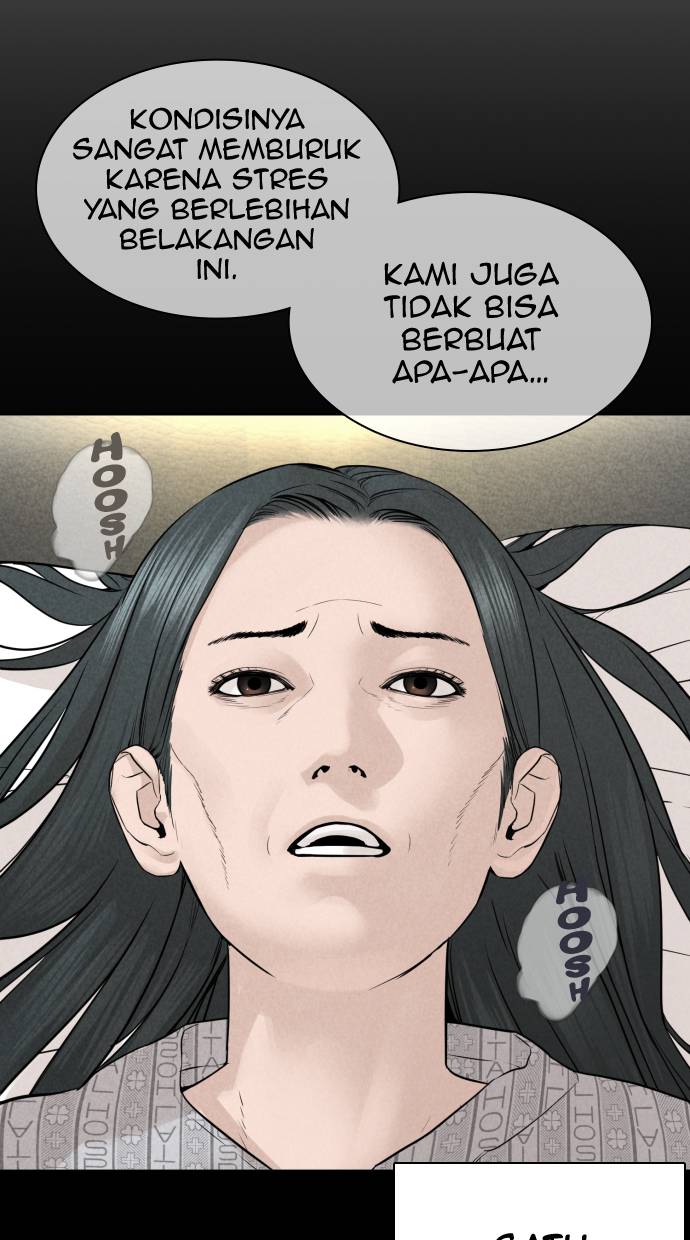 KONDISINYA
SANGAT MEMBURUK
KARENA STRES
YANG BERLEBIHAN
BELAKANGAN
INI.
KAMI JUGA
TIDAK BISA
BERBUAT
APA-APA...
HOOSH
HOOSH